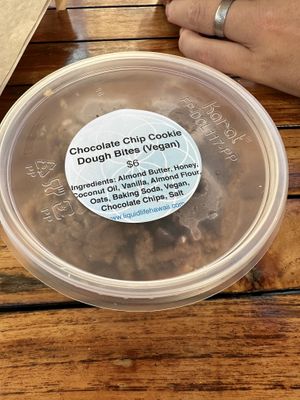 Chocolate Chip Cookie
Dough Bites (Vegan)
$6
Ingredients: Almond Butter, Honey,
Coconut Oil, Vanilla, Almond Flour,
Oats, Baking Soda, Vegan,
Chocolate Chips, Salt.
www.liquidlifehawaii.com
Karat